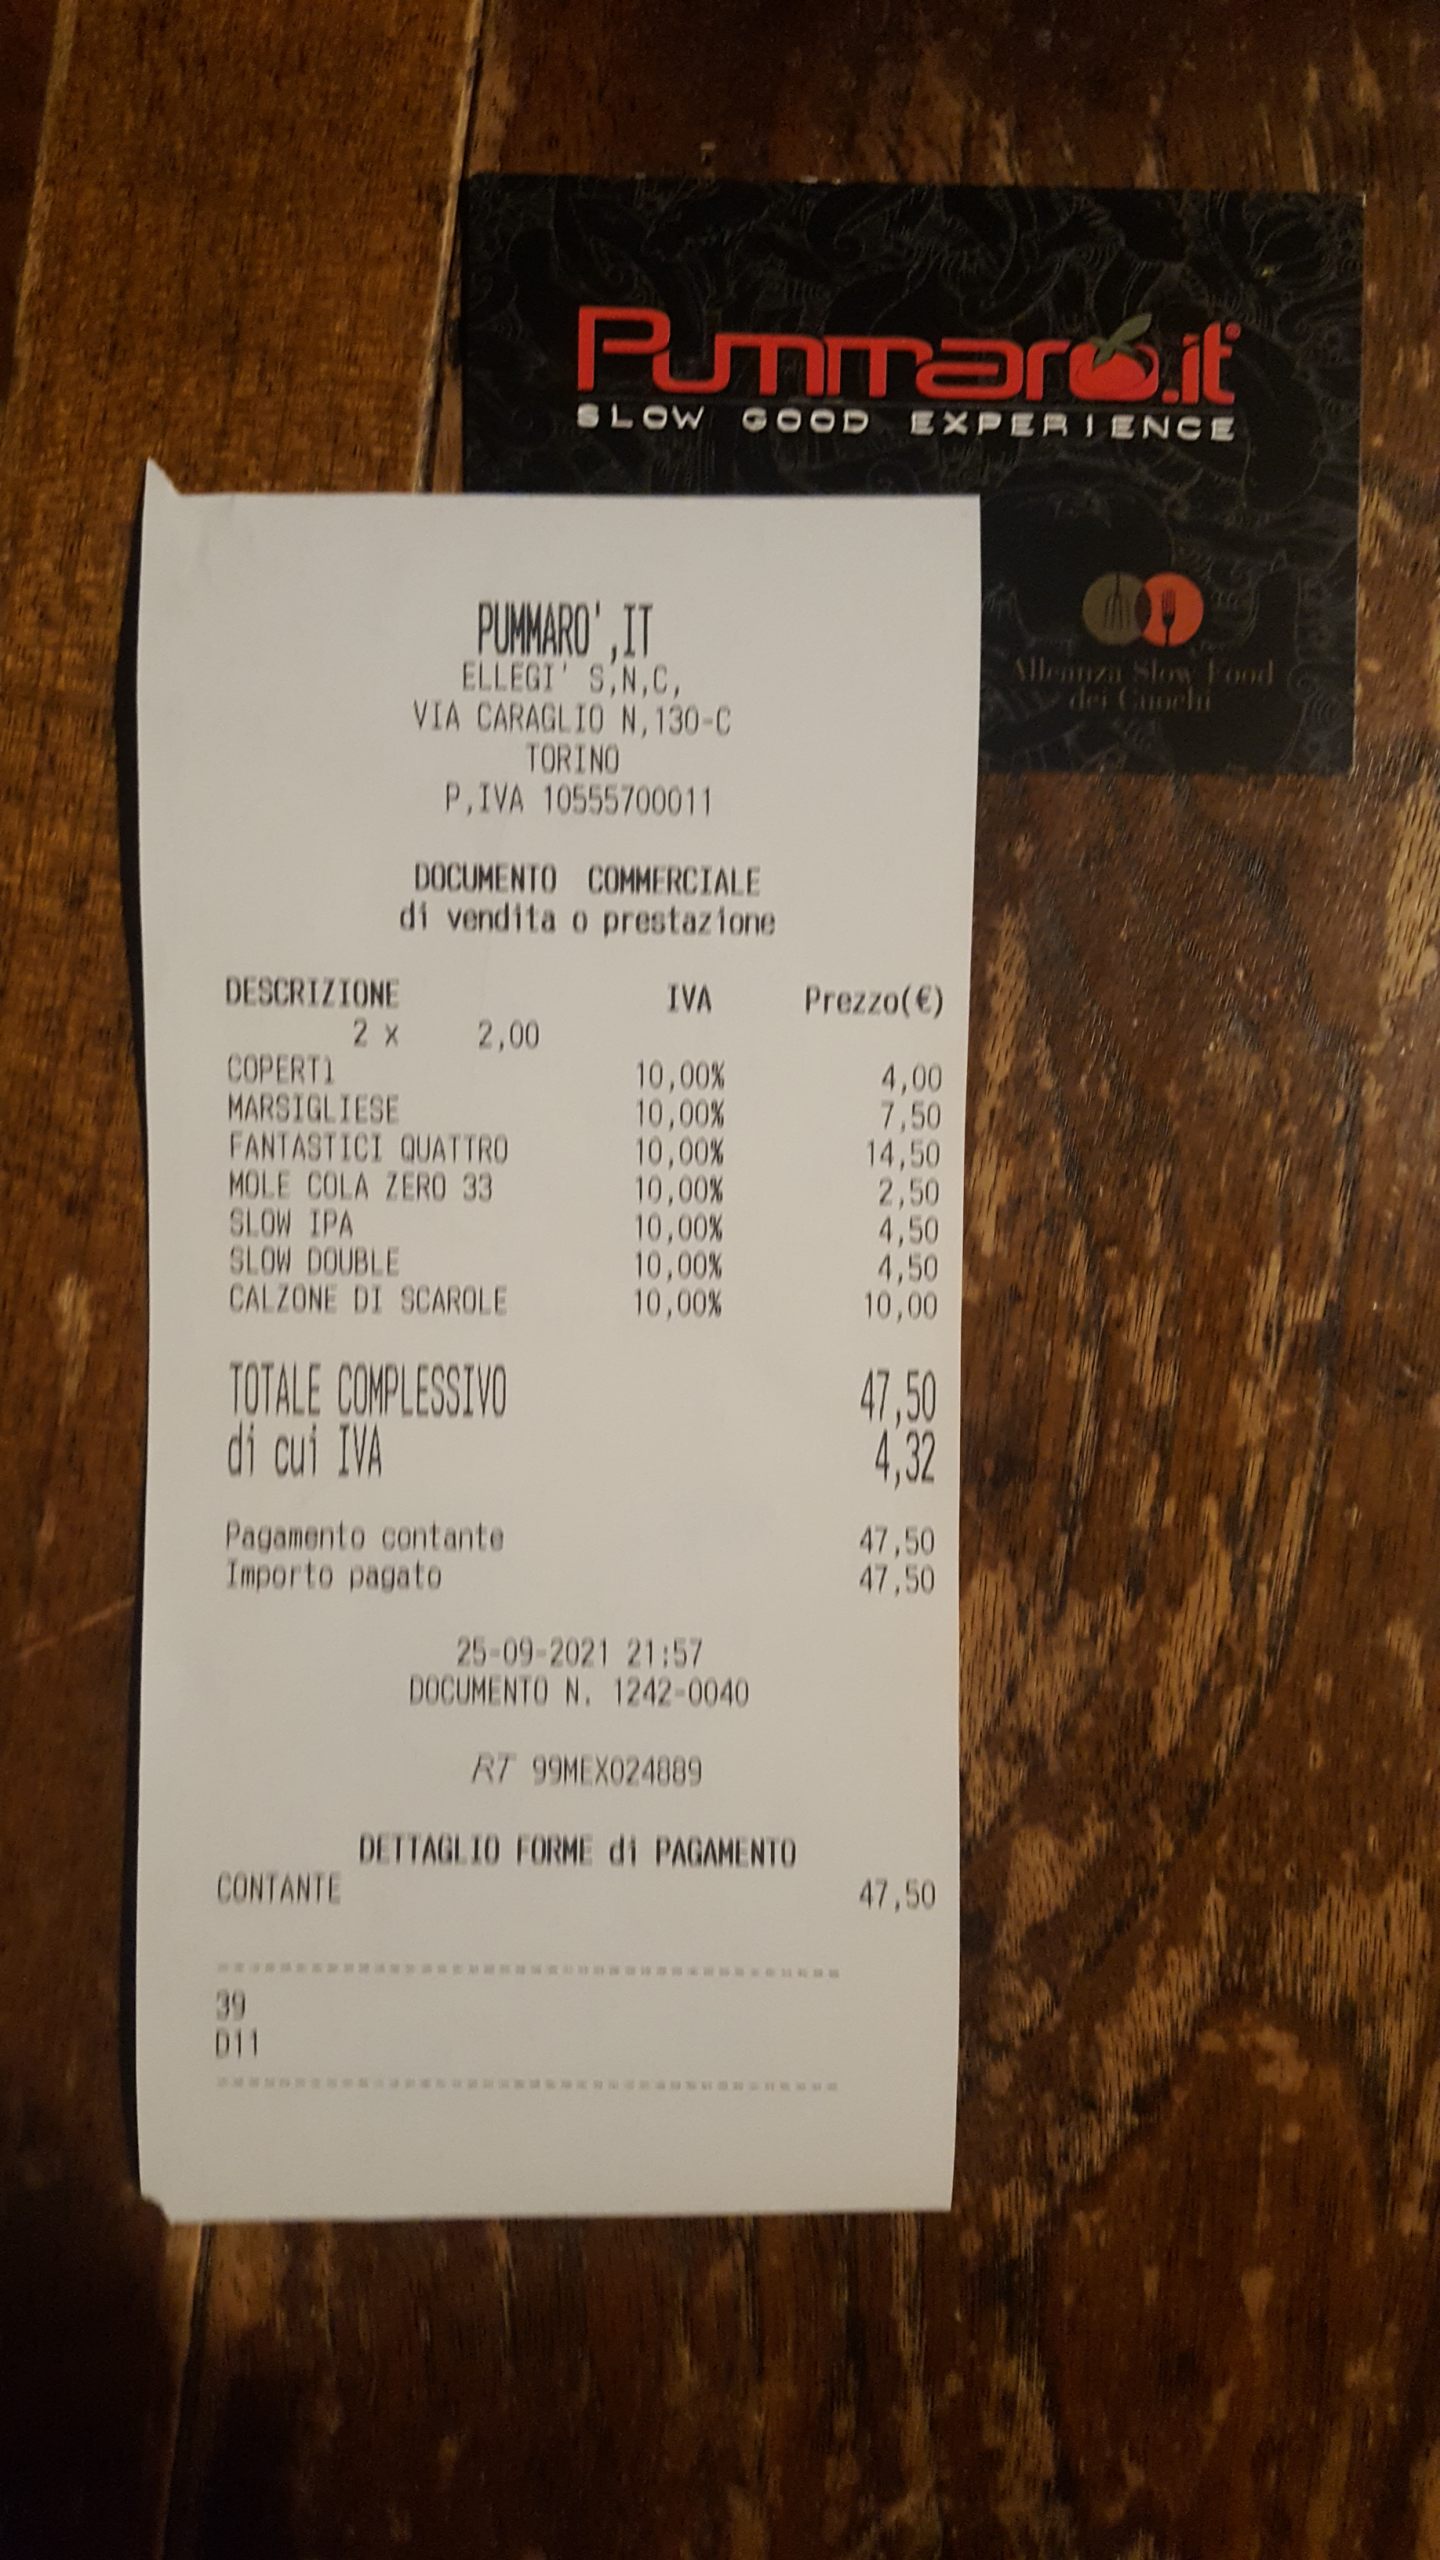 Pummarò.it
SLOW GOOD EXPERIENCE
Alleanza Slow Food
dei Cuochi
PUMMARO',IT
ELLEGI' S,N,C,
VIA CARAGLIO N,130-C
TORINO
P,IVA 10555700011
DOCUMENTO COMMERCIALE
di vendita o prestazione
DESCRIZIONE IVA Prezzo(€)
2 x 2,00
COPERTI 10,00% 4,00
MARSIGLIESE 10,00% 7,50
FANTASTICI QUATTRO 10,00% 14,50
MOLE COLA ZERO 33 10,00% 2,50
SLOW IPA 10,00% 4,50
SLOW DOUBLE 10,00% 4,50
CALZONE DI SCAROLE 10,00% 10,00
TOTALE COMPLESSIVO 47,50
di cui IVA 4,32
Pagamento contante 47,50
Importo pagato 47,50
25-09-2021 21:57
DOCUMENTO N. 1242-0040
RT 99MEX024889
DETTAGLIO FORME di PAGAMENTO
CONTANTE 47,50
39
D11